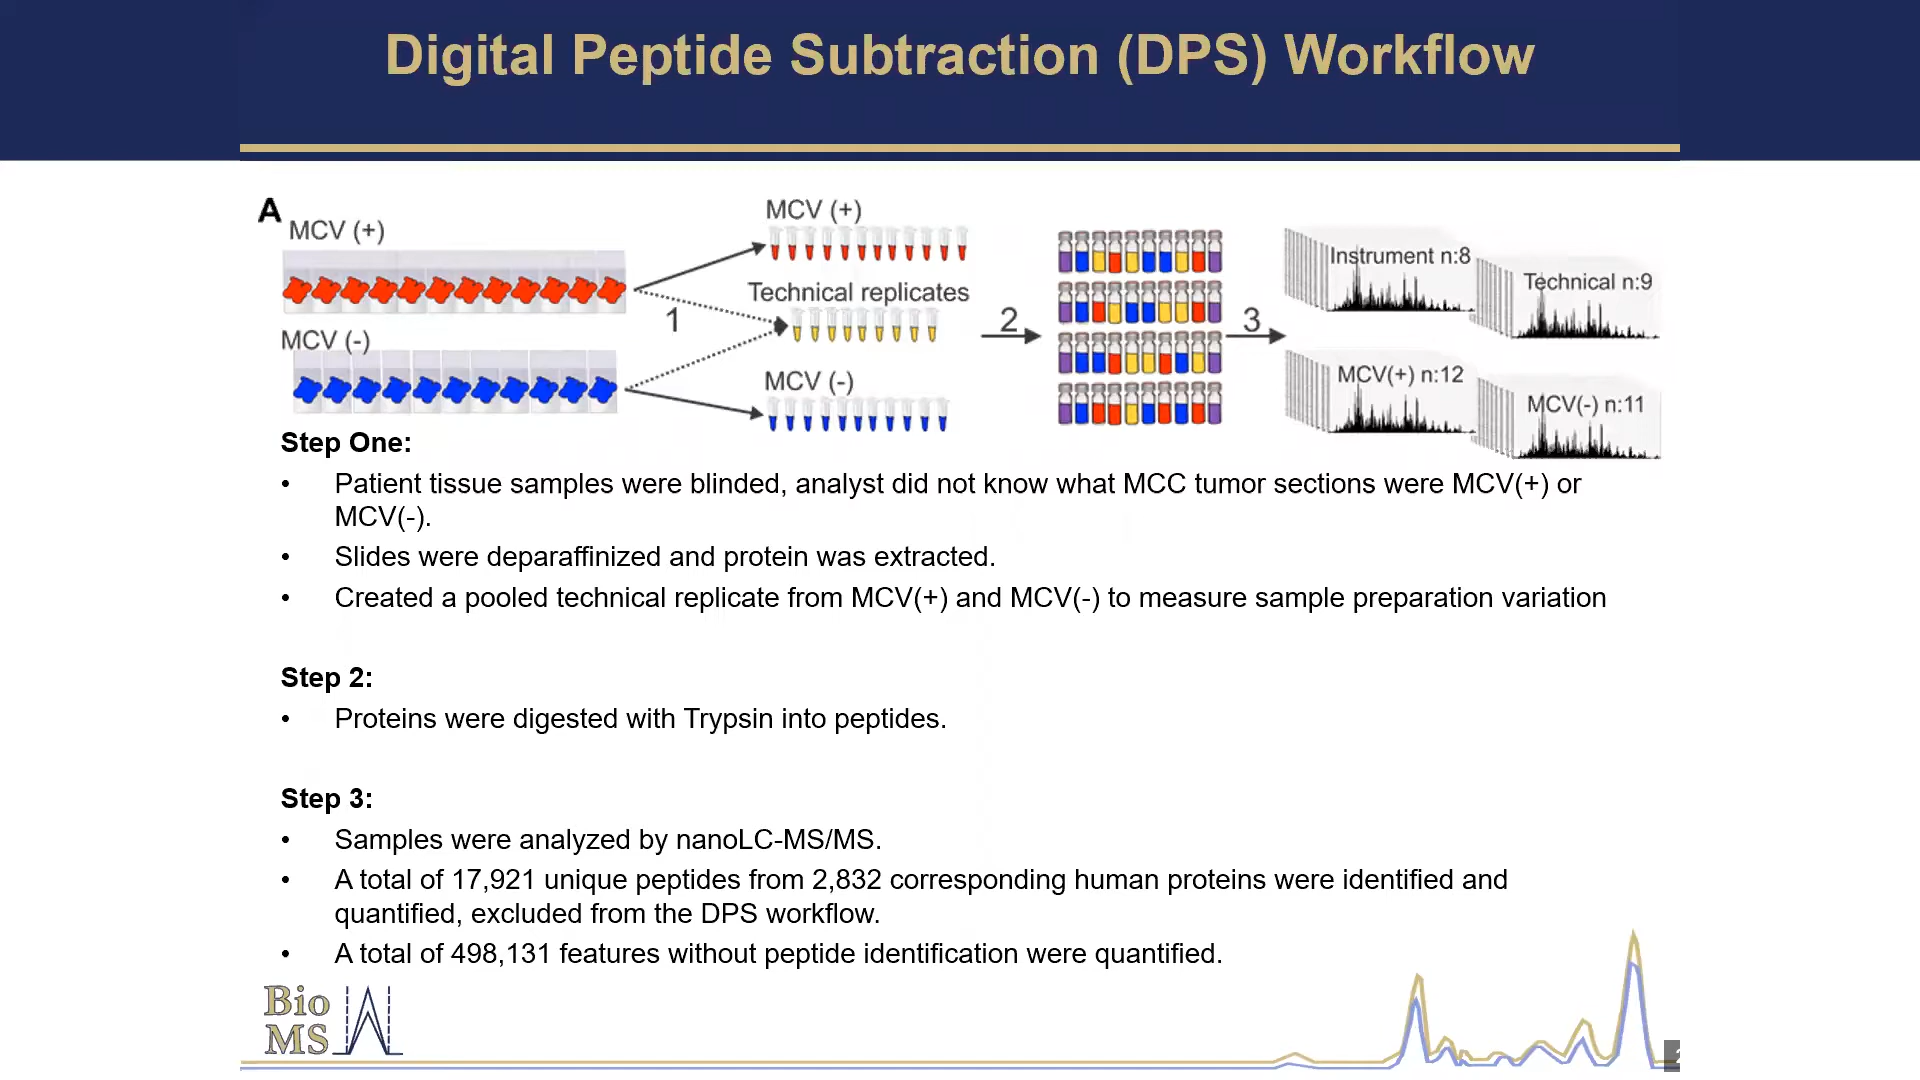 Digital Peptide Subtraction (DPS) Workflow
A
MCV (+)
MCV (-)
1
MCV (+)
Technical replicates
MCV (-)
2
3
Instrument n:8
Technical n:9
MCV(+) n:12
MCV(-) n:11
Step One:
• Patient tissue samples were blinded, analyst did not know what MCC tumor sections were MCV(+) or
MCV(-).
• Slides were deparaffinized and protein was extracted.
• Created a pooled technical replicate from MCV(+) and MCV(-) to measure sample preparation variation
Step 2:
• Proteins were digested with Trypsin into peptides.
Step 3:
• Samples were analyzed by nanoLC-MS/MS.
• A total of 17,921 unique peptides from 2,832 corresponding human proteins were identified and
quantified, excluded from the DPS workflow.
• A total of 498,131 features without peptide identification were quantified.
Bio
MS